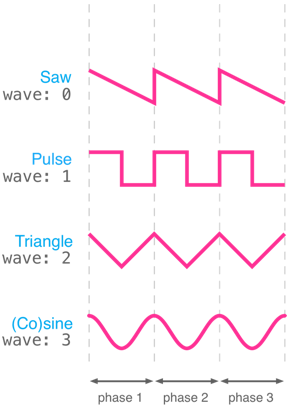 Saw
wave: 0
Pulse
wave: 1
Triangle
wave: 2
(Co)sine
wave: 3
phase 1 phase 2 phase 3